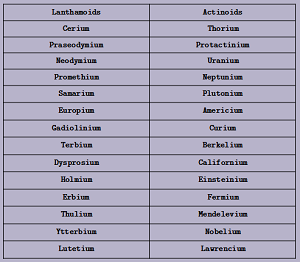 Lanthamoids Actinoids
Cerium Thorium
Praseodymium Protactinium
Neodymium Uranium
Promethium Neptunium
Samarium Plutonium
Europium Americium
Gadiolinium Curium
Terbium Berkelium
Dysprosium Californium
Holmium Einsteinium
Erbium Fermium
Thulium Mendelevium
Ytterbium Nobelium
Lutetium Lawrencium